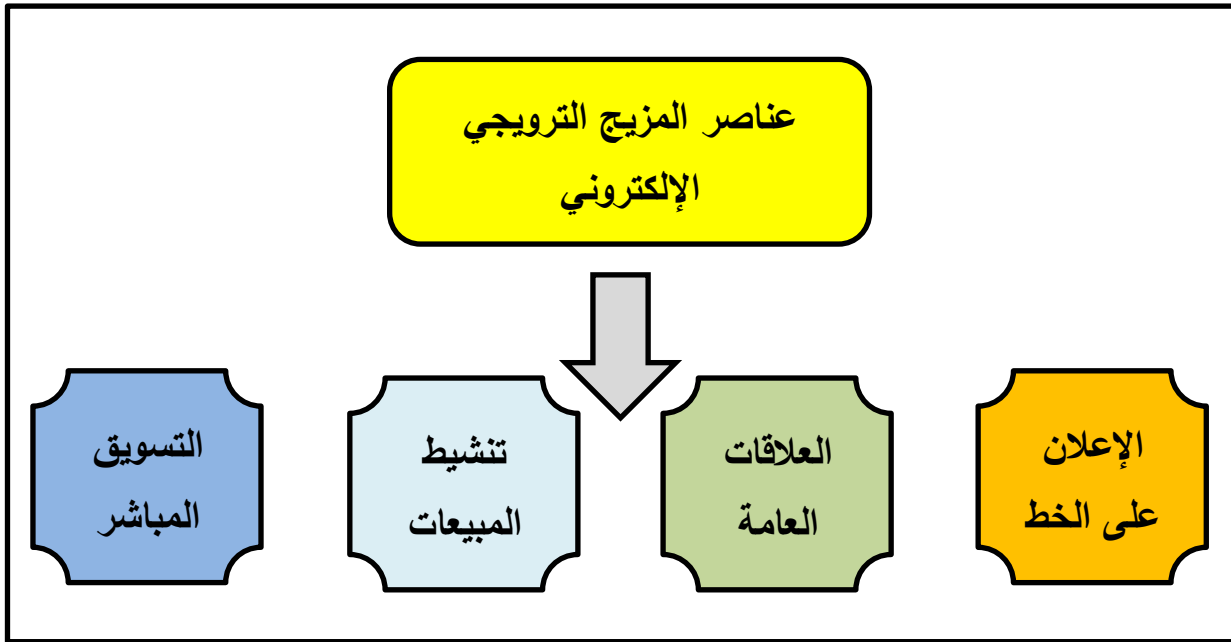 عناصر المزيج الترويجي
الإلكتروني
الإعلان
على الخط
العلاقات
العامة
تنشيط
المبيعات
التسويق
المباشر